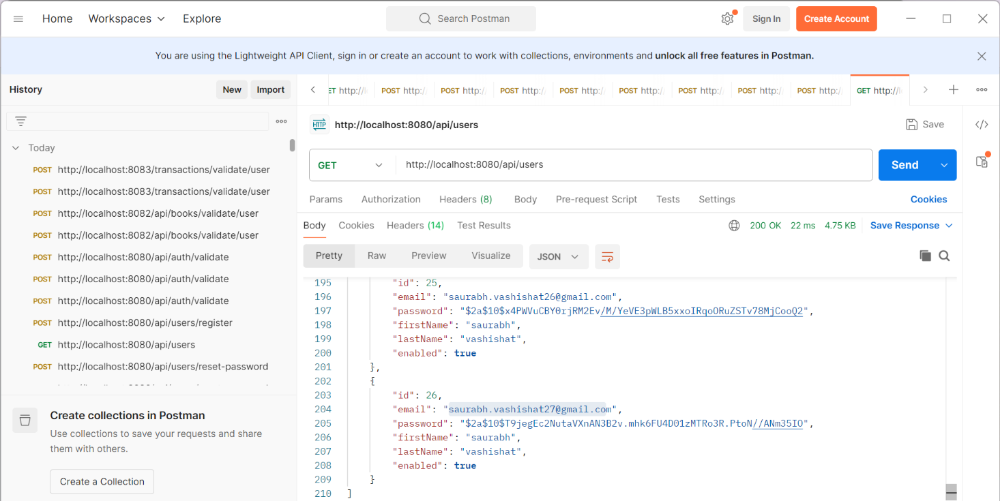 Home Workspaces Explore Search Postman Sign In Create Account
You are using the Lightweight API Client, sign in or create an account to work with collections, environments and unlock all free features in Postman.
History New Import
ET http://l POST http:/ POST http:/ POST http:/ POST http:/ POST http:/ POST http:/ POST http:/ POST http:/ GET http://l
HTTP http://localhost:8080/api/users Save
Today
POST http://localhost:8083/transactions/validate/user
POST http://localhost:8083/transactions/validate/user
POST http://localhost:8082/api/books/validate/user
POST http://localhost:8082/api/books/validate/user
POST http://localhost:8080/api/auth/validate
POST http://localhost:8080/api/auth/validate
POST http://localhost:8080/api/auth/validate
POST http://localhost:8080/api/users/register
GET http://localhost:8080/api/users
POST http://localhost:8080/api/users/reset-password
Create collections in Postman
Use collections to save your requests and share
them with others.
Create a Collection
GET http://localhost:8080/api/users Send
Params Authorization Headers (8) Body Pre-request Script Tests Settings Cookies
Body Cookies Headers (14) Test Results 200 OK 22 ms 4.75 KB Save Response
Pretty Raw Preview Visualize JSON
195 "id": 25,
196 "email": "saurabh.vashishat26@gmail.com",
197 "password": "$2a$10$x4PWVuCBY0rjRM2Ev/M/YeVE3pWLB5xxoIRqoORuZSTv78MjCooQ2",
198 "firstName": "saurabh",
199 "lastName": "vashishat",
200 "enabled": true
201 },
202 {
203 "id": 26,
204 "email": "saurabh.vashishat27@gmail.com",
205 "password": "$2a$10$T9jegEc2NutaVXnAN3B2v.mhk6FU4D01zMTRo3R.PtoN//ANm35IO",
206 "firstName": "saurabh",
207 "lastName": "vashishat",
208 "enabled": true
209 }
210 ]